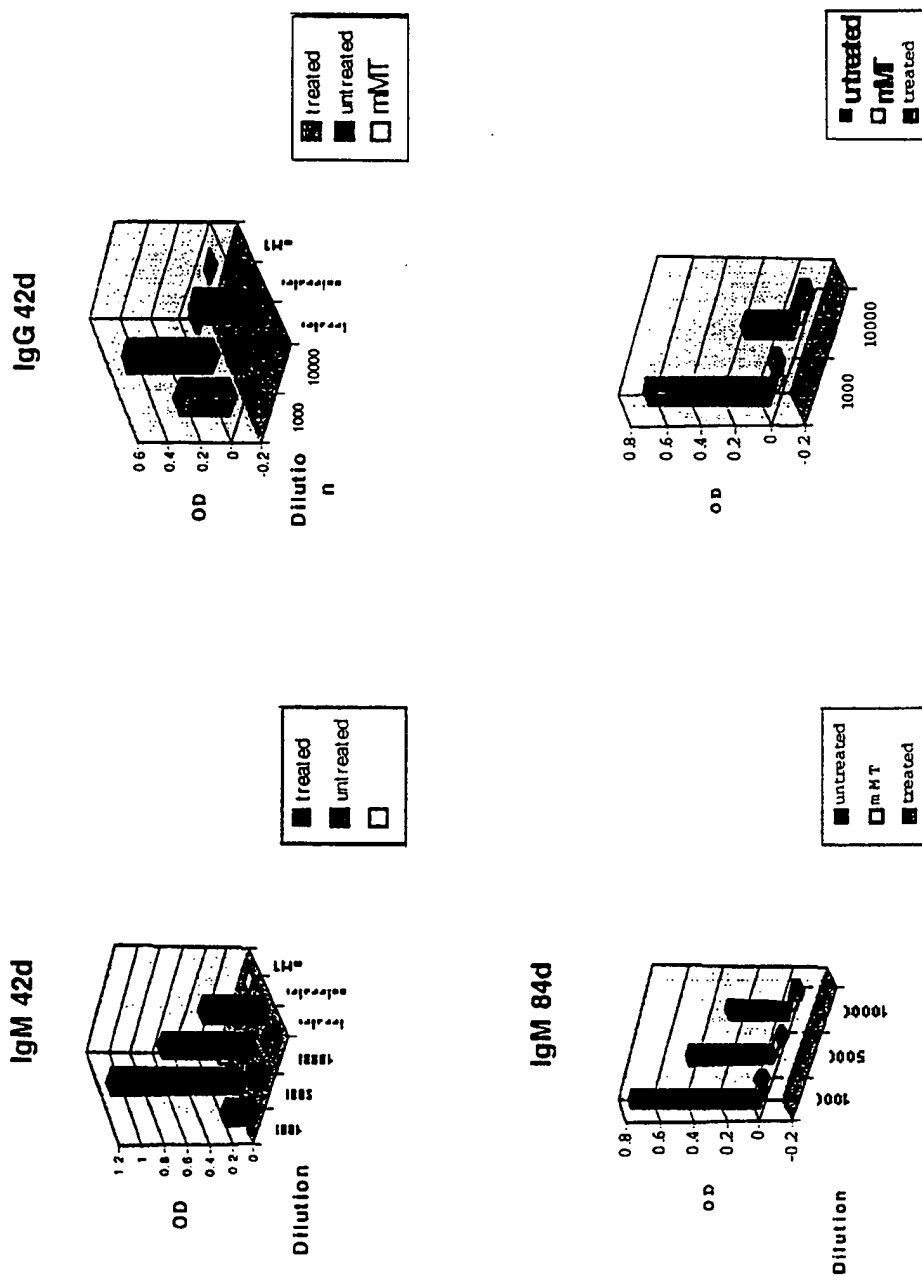 IgM 42d
1 2
1
0.8
0.6
0.4
0 2
0
OD
Dilution
treated
untreated
IgG 42d
0 6
0.4
0.2
0
-0.2
OD
Dilutio
n
1000
10000
treated
untreated
mMT
IgM 84d
0.8
0.6
0.4
0.2
0
-0.2
OD
Dilution
untreated
mMT
treated
0.8
0.6
0.4
0.2
0
-0.2
OD
1000
10000
untreated
mMT
treated